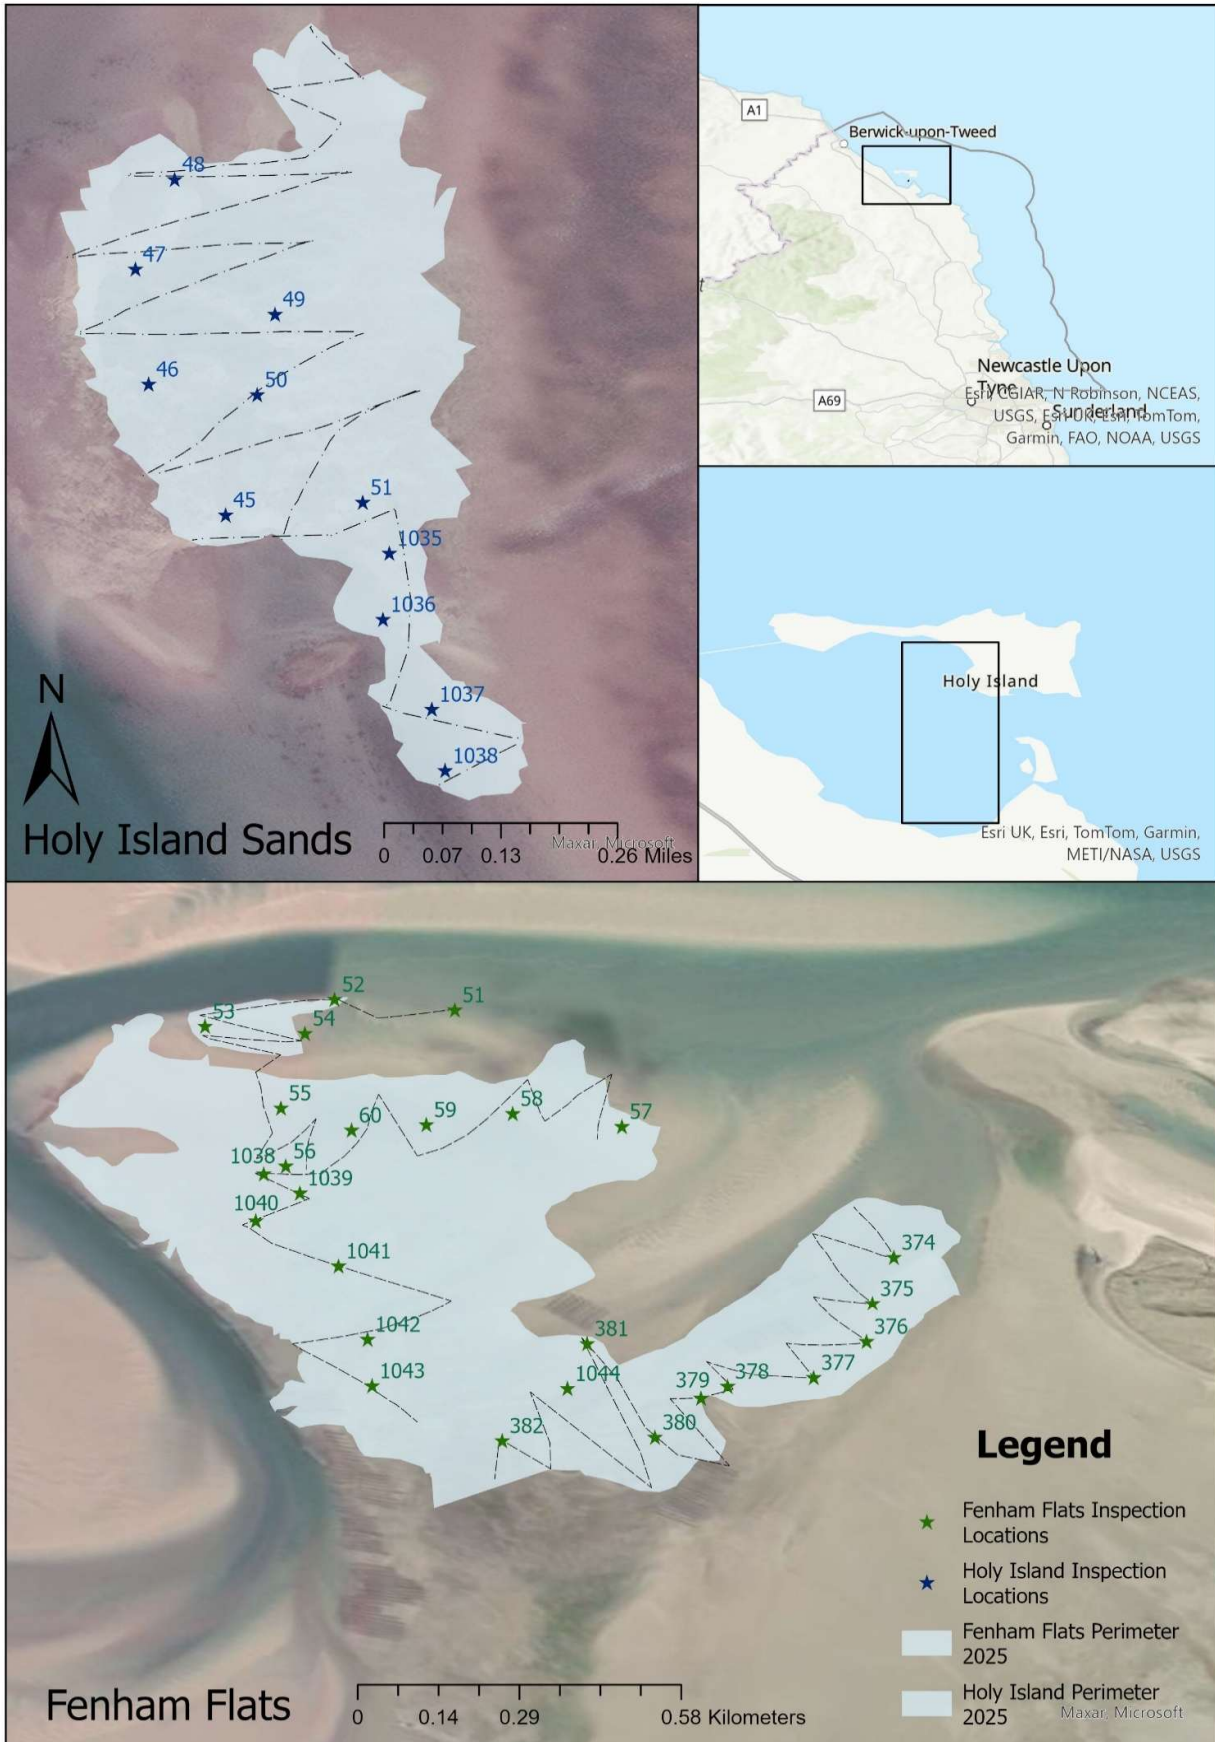 48
47
49
46
50
45
51
1035
1036
1037
1038
N
Holy Island Sands
Maxar, Microsoft
0 0.07 0.13 0.26 Miles
A1
Berwick-upon-Tweed
Newcastle Upon
Tyne
A69
Sunderland
Esri, CGIAR, N Robinson, NCEAS,
USGS, Esri UK, Esri, TomTom,
Garmin, FAO, NOAA, USGS
Holy Island
Esri UK, Esri, TomTom, Garmin,
METI/NASA, USGS
52
51
53
54
55
58
59
57
60
56
1038
1039
1040
1041
374
375
376
381
1042
377
1044
378
379
1043
382
380
Legend
Fenham Flats Inspection
Locations
Holy Island Inspection
Locations
Fenham Flats Perimeter
2025
Holy Island Perimeter
2025
Maxar, Microsoft
Fenham Flats
0 0.14 0.29 0.58 Kilometers